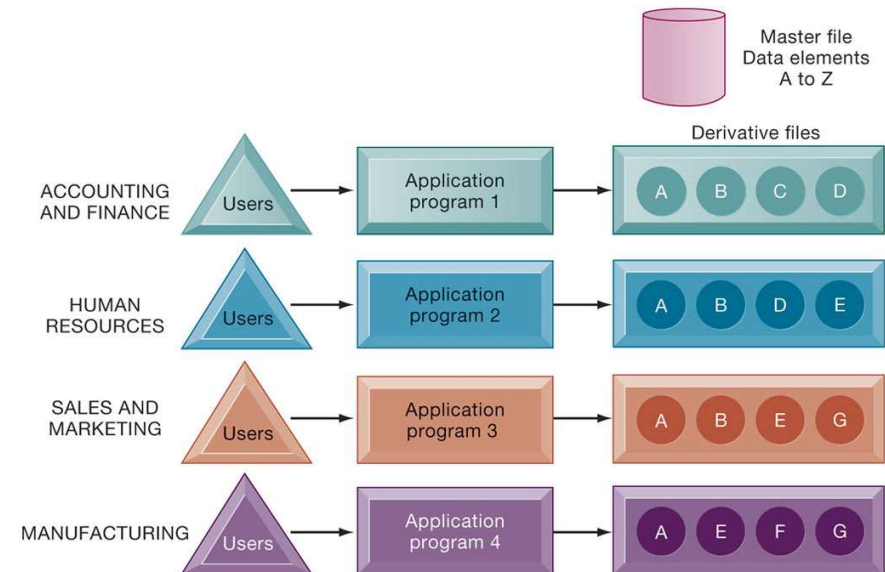 Master file
Data elements
A to Z
Derivative files
ACCOUNTING
AND FINANCE
Users
Application
program 1
A B C D
HUMAN
RESOURCES
Users
Application
program 2
A B D E
SALES AND
MARKETING
Users
Application
program 3
A B E G
MANUFACTURING
Users
Application
program 4
A E F G